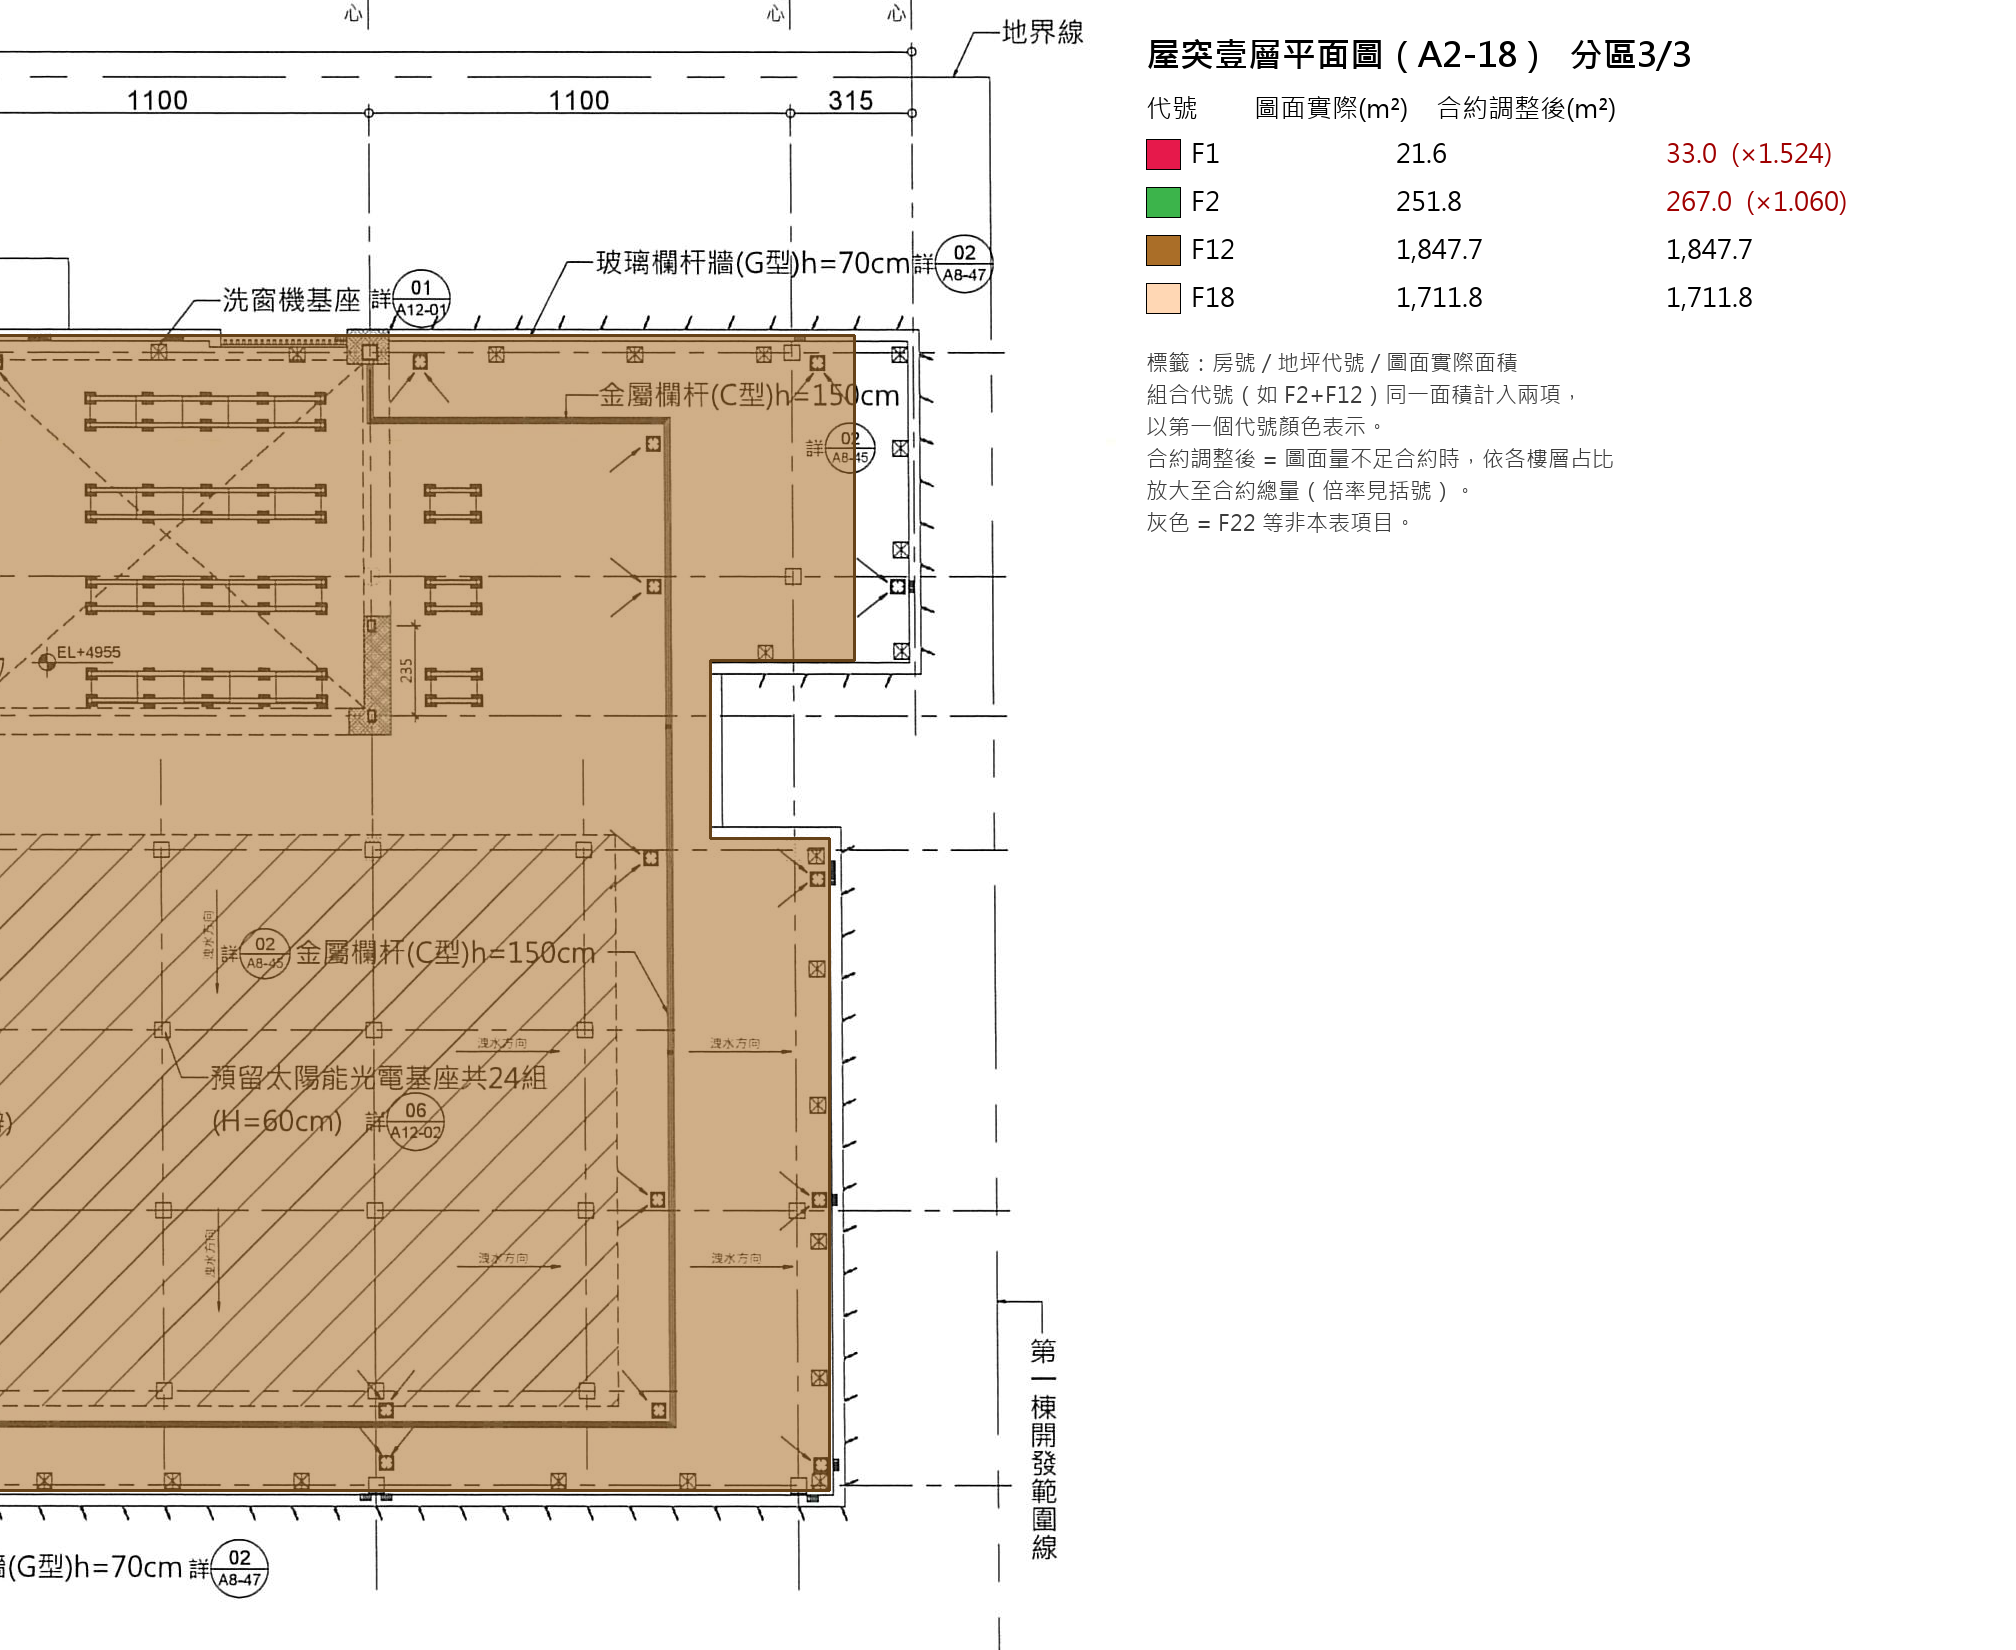 心
心
心
地界線
1100
1100
315
玻璃欄杆牆(G型)h=70cm 詳 02 A8-47
洗窗機基座 詳 01 A12-01
金屬欄杆(C型)h=150cm
詳 02 A8-45
EL+4955
235
洩水方向
詳 02 A8-45 金屬欄杆(C型)h=150cm
洩水方向
洩水方向
預留太陽能光電基座共24組
(H=60cm) 詳 06 A12-02
洩水方向
洩水方向
洩水方向
第一棟開發範圍線
(G型)h=70cm 詳 02 A8-47
屋突壹層平面圖（A2-18） 分區3/3
代號 圖面實際(m²) 合約調整後(m²)
F1 21.6 33.0 (×1.524)
F2 251.8 267.0 (×1.060)
F12 1,847.7 1,847.7
F18 1,711.8 1,711.8
標籤：房號 / 地坪代號 / 圖面實際面積
組合代號（如 F2+F12）同一面積計入兩項，
以第一個代號顏色表示。
合約調整後 = 圖面量不足合約時，依各樓層占比
放大至合約總量（倍率見括號）。
灰色 = F22 等非本表項目。